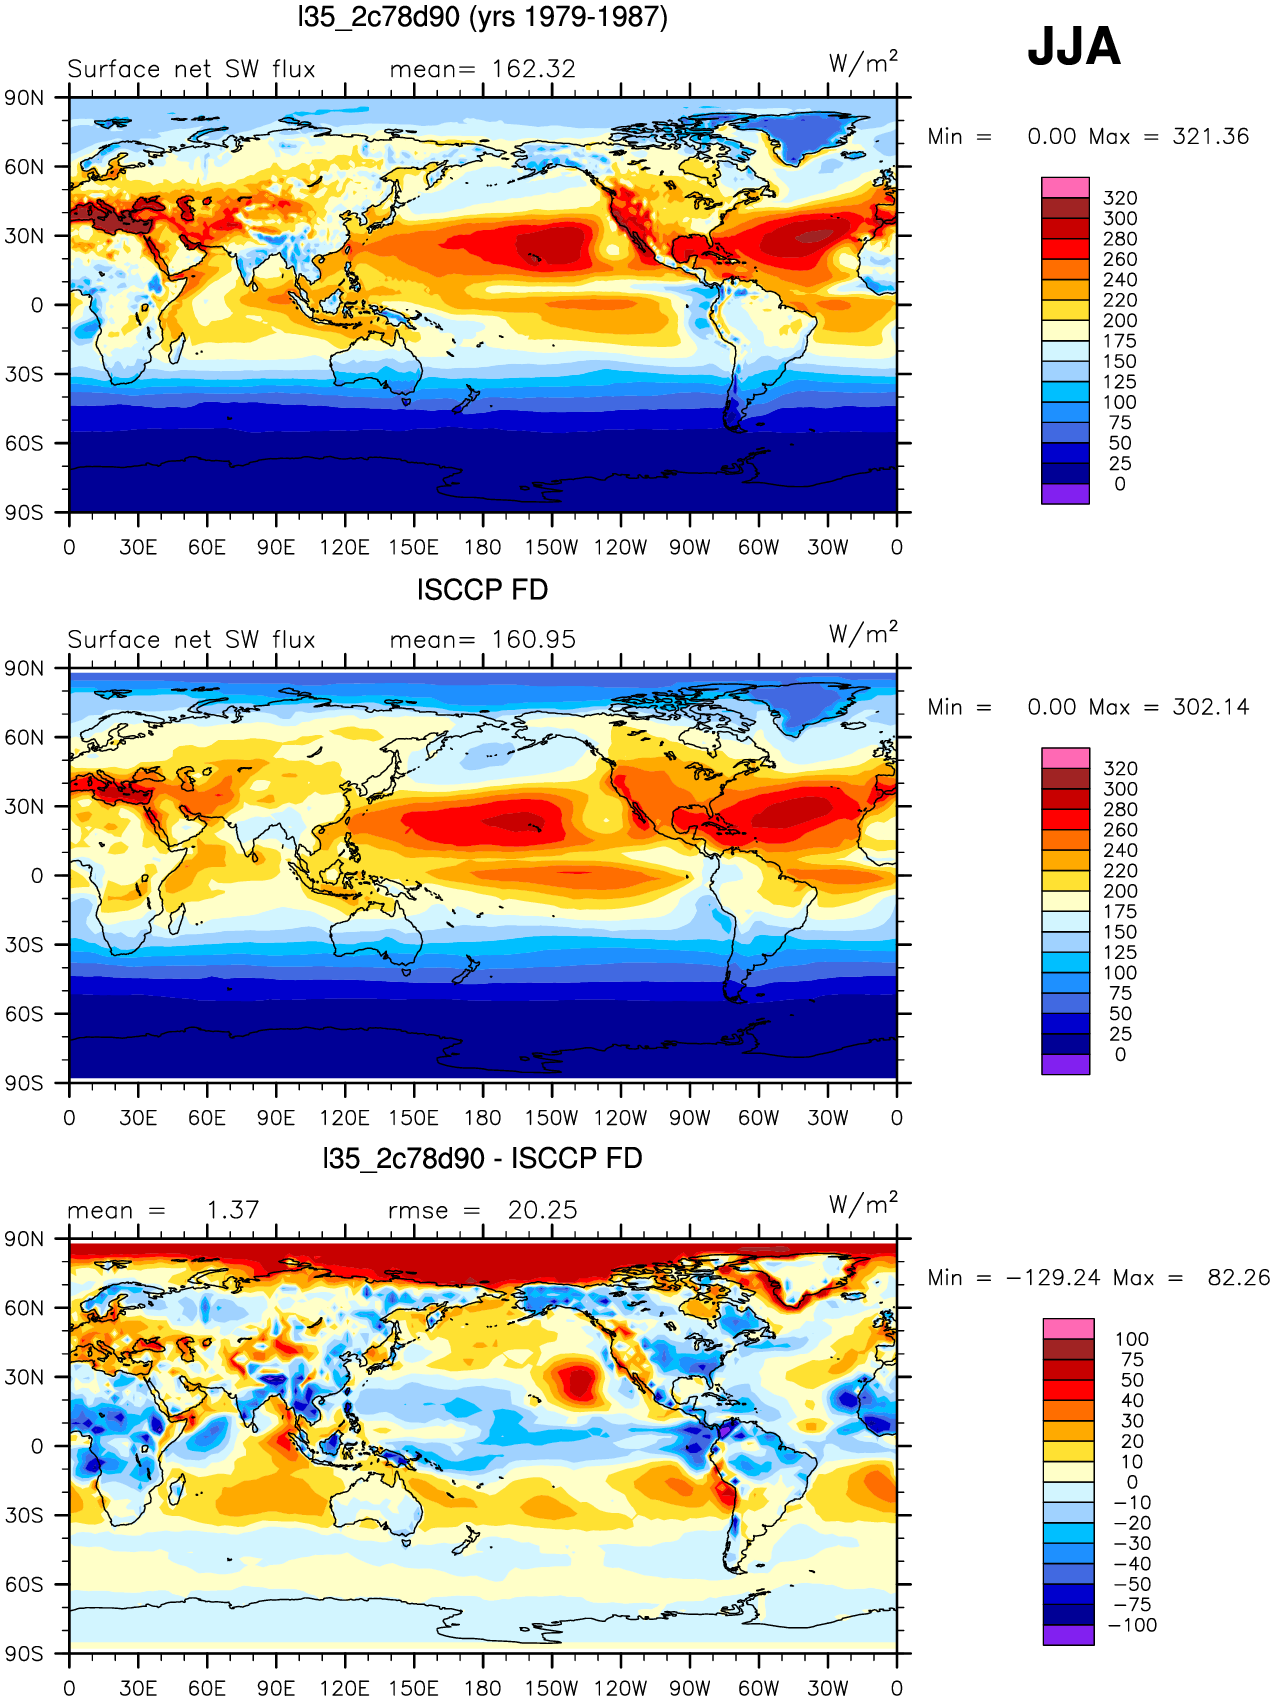 l35_2c78d90 (yrs 1979-1987)
JJA
Surface net SW flux mean= 162.32 W/m²
Min = 0.00 Max = 321.36
90N
60N
30N
0
30S
60S
90S
0 30E 60E 90E 120E 150E 180 150W 120W 90W 60W 30W 0
320
300
280
260
240
220
200
175
150
125
100
75
50
25
0
ISCCP FD
Surface net SW flux mean= 160.95 W/m²
Min = 0.00 Max = 302.14
90N
60N
30N
0
30S
60S
90S
0 30E 60E 90E 120E 150E 180 150W 120W 90W 60W 30W 0
320
300
280
260
240
220
200
175
150
125
100
75
50
25
0
l35_2c78d90 - ISCCP FD
mean = 1.37 rmse = 20.25 W/m²
Min = −129.24 Max = 82.26
90N
60N
30N
0
30S
60S
90S
0 30E 60E 90E 120E 150E 180 150W 120W 90W 60W 30W 0
100
75
50
40
30
20
10
0
−10
−20
−30
−40
−50
−75
−100